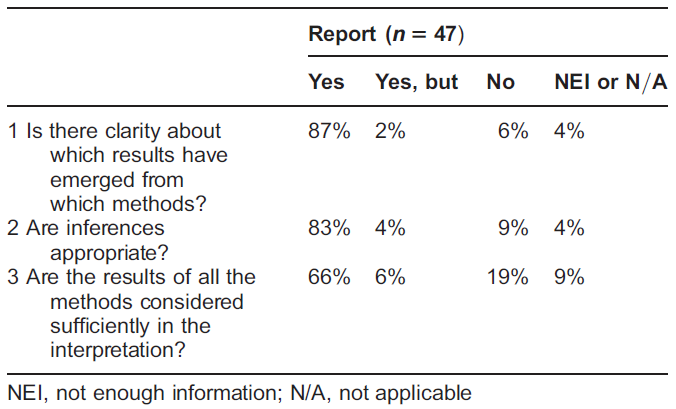 Report (n = 47)
Yes Yes, but No NEI or N/A
1 Is there clarity about 87% 2% 6% 4%
which results have
emerged from
which methods?
2 Are inferences 83% 4% 9% 4%
appropriate?
3 Are the results of all the 66% 6% 19% 9%
methods considered
sufficiently in the
interpretation?
NEI, not enough information; N/A, not applicable